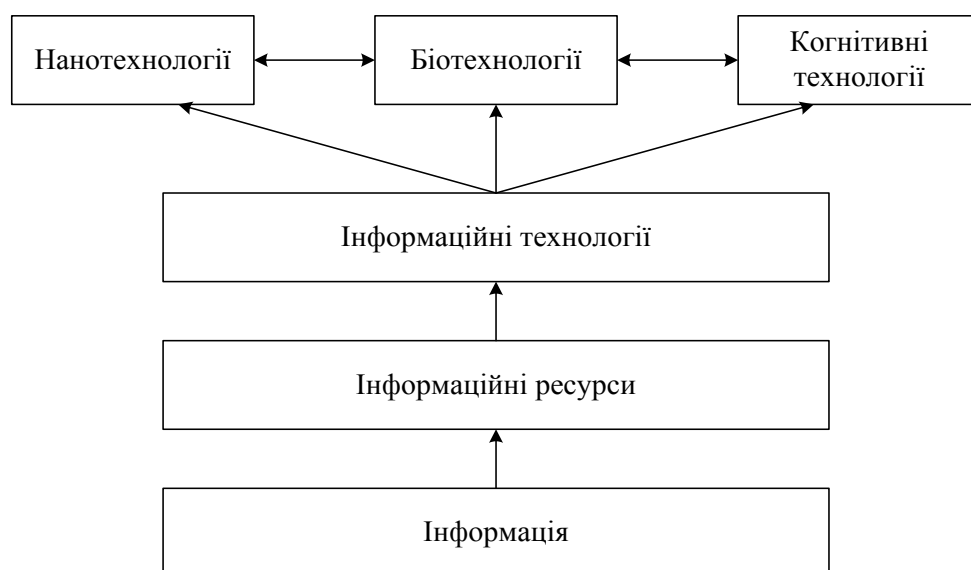 Нанотехнології
Біотехнології
Когнітивні
технології
Інформаційні технології
Інформаційні ресурси
Інформація